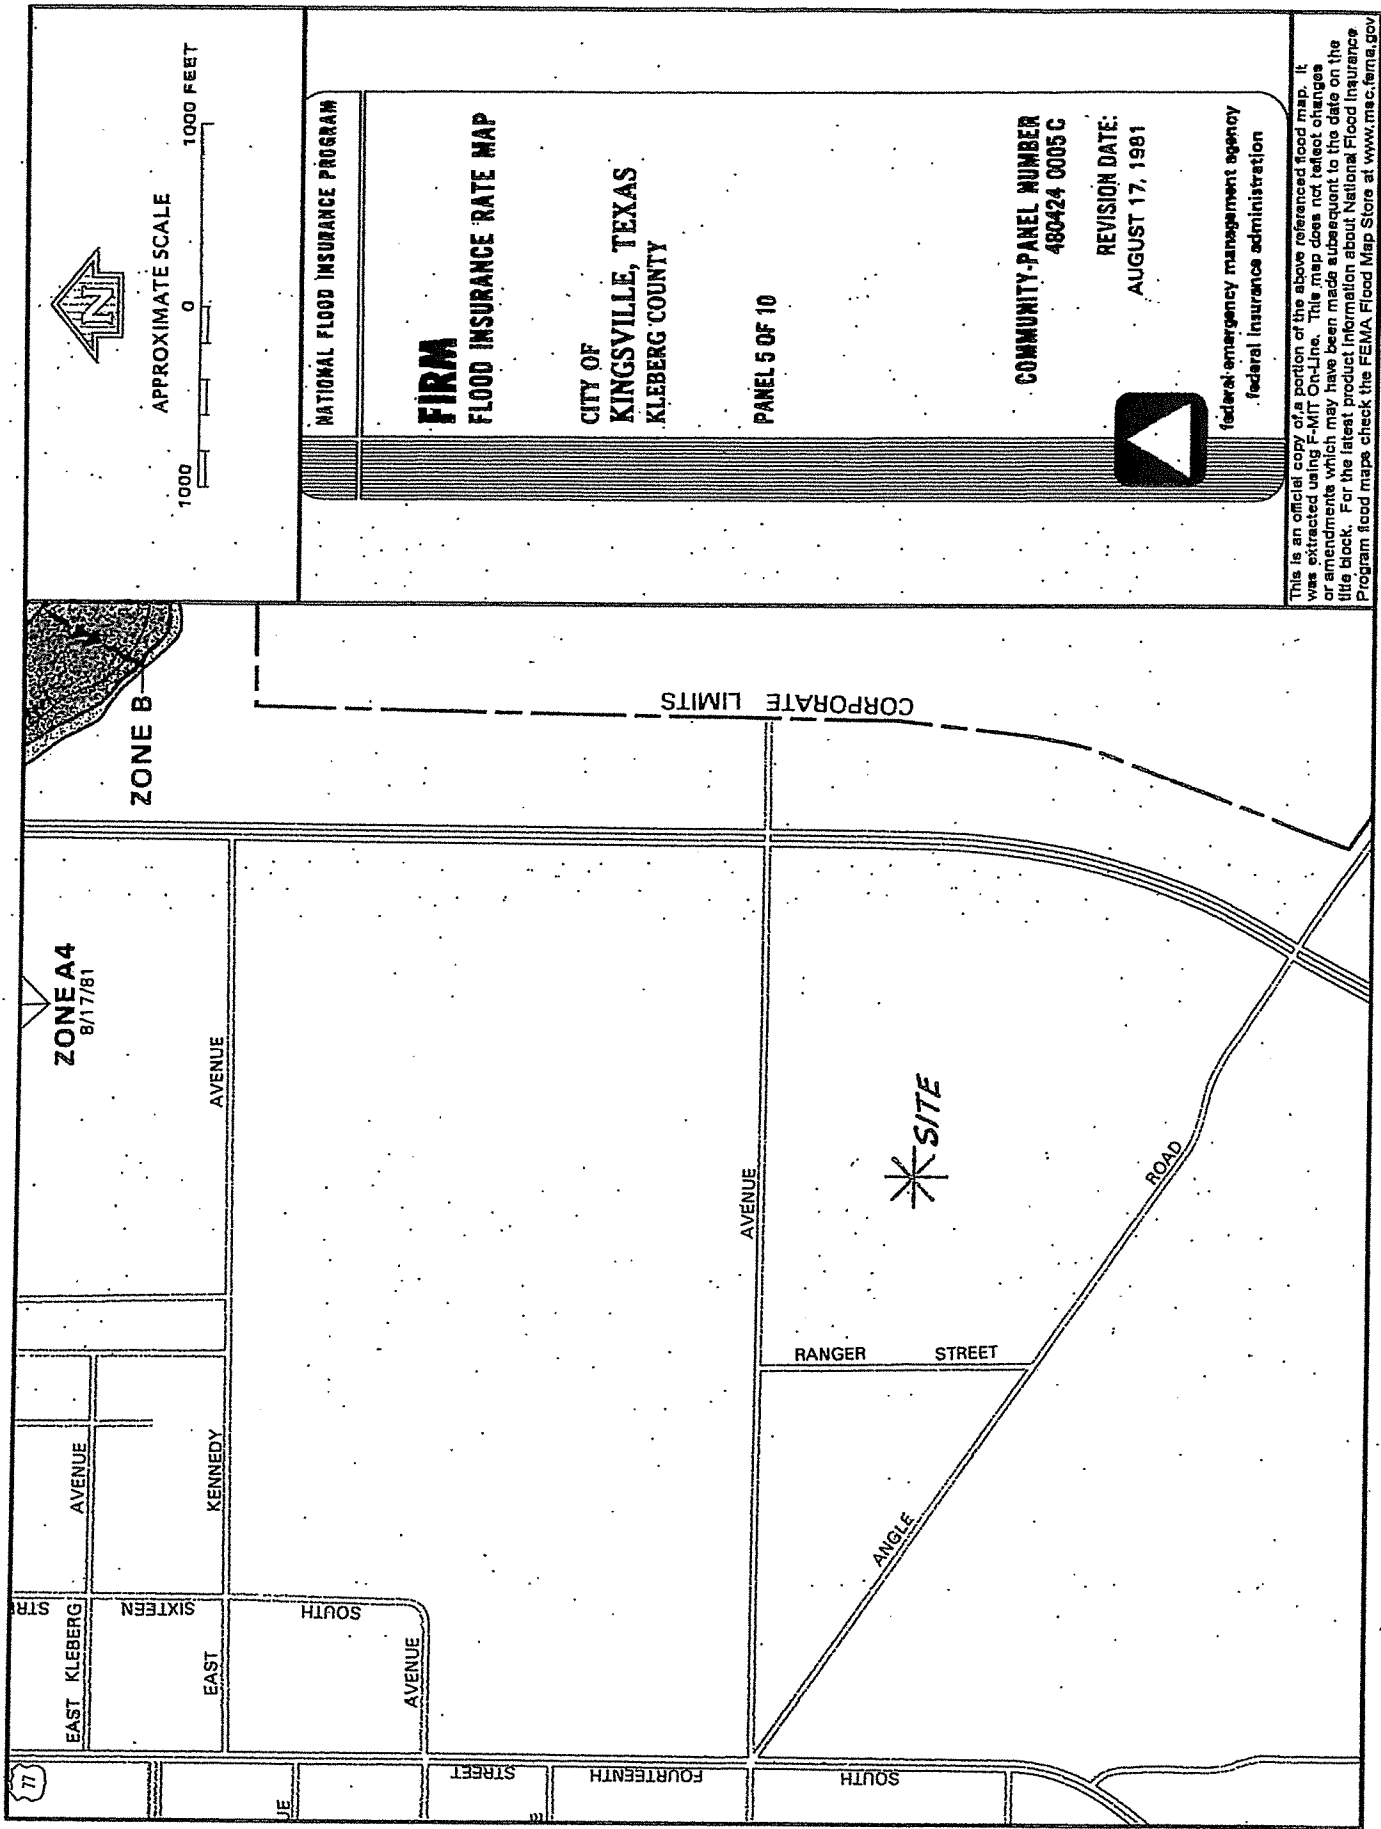 APPROXIMATE SCALE
1000 0 1000 FEET
N
NATIONAL FLOOD INSURANCE PROGRAM
FIRM
FLOOD INSURANCE RATE MAP
CITY OF
KINGSVILLE, TEXAS
KLEBERG COUNTY
PANEL 5 OF 10
COMMUNITY-PANEL NUMBER
480424 0005 C
REVISION DATE:
AUGUST 17, 1981
federal emergency management agency
federal insurance administration
This is an official copy of a portion of the above referenced flood map. It
was extracted using F-MIT On-Line. This map does not reflect changes
or amendments which may have been made subsequent to the date on the
title block. For the latest product information about National Flood Insurance
Program flood maps check the FEMA Flood Map Store at www.msc.fema.gov
ZONE B
CORPORATE LIMITS
ZONE A4
8/17/81
AVENUE
AVENUE
SITE
ROAD
RANGER STREET
AVENUE
KENNEDY
ANGLE
STR
SIXTEEN
SOUTH
EAST KLEBERG
EAST
AVENUE
77
STREET
FOURTEENTH
SOUTH